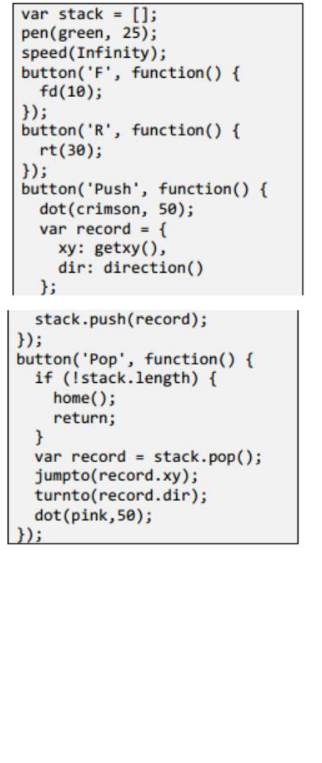 var stack = [];
pen(green, 25);
speed(Infinity);
button('F', function() {
  fd(10);
});
button('R', function() {
  rt(30);
});
button('Push', function() {
  dot(crimson, 50);
  var record = {
    xy: getxy(),
    dir: direction()
  };
  stack.push(record);
});
button('Pop', function() {
  if (!stack.length) {
    home();
    return;
  }
  var record = stack.pop();
  jumpto(record.xy);
  turnto(record.dir);
  dot(pink,50);
});